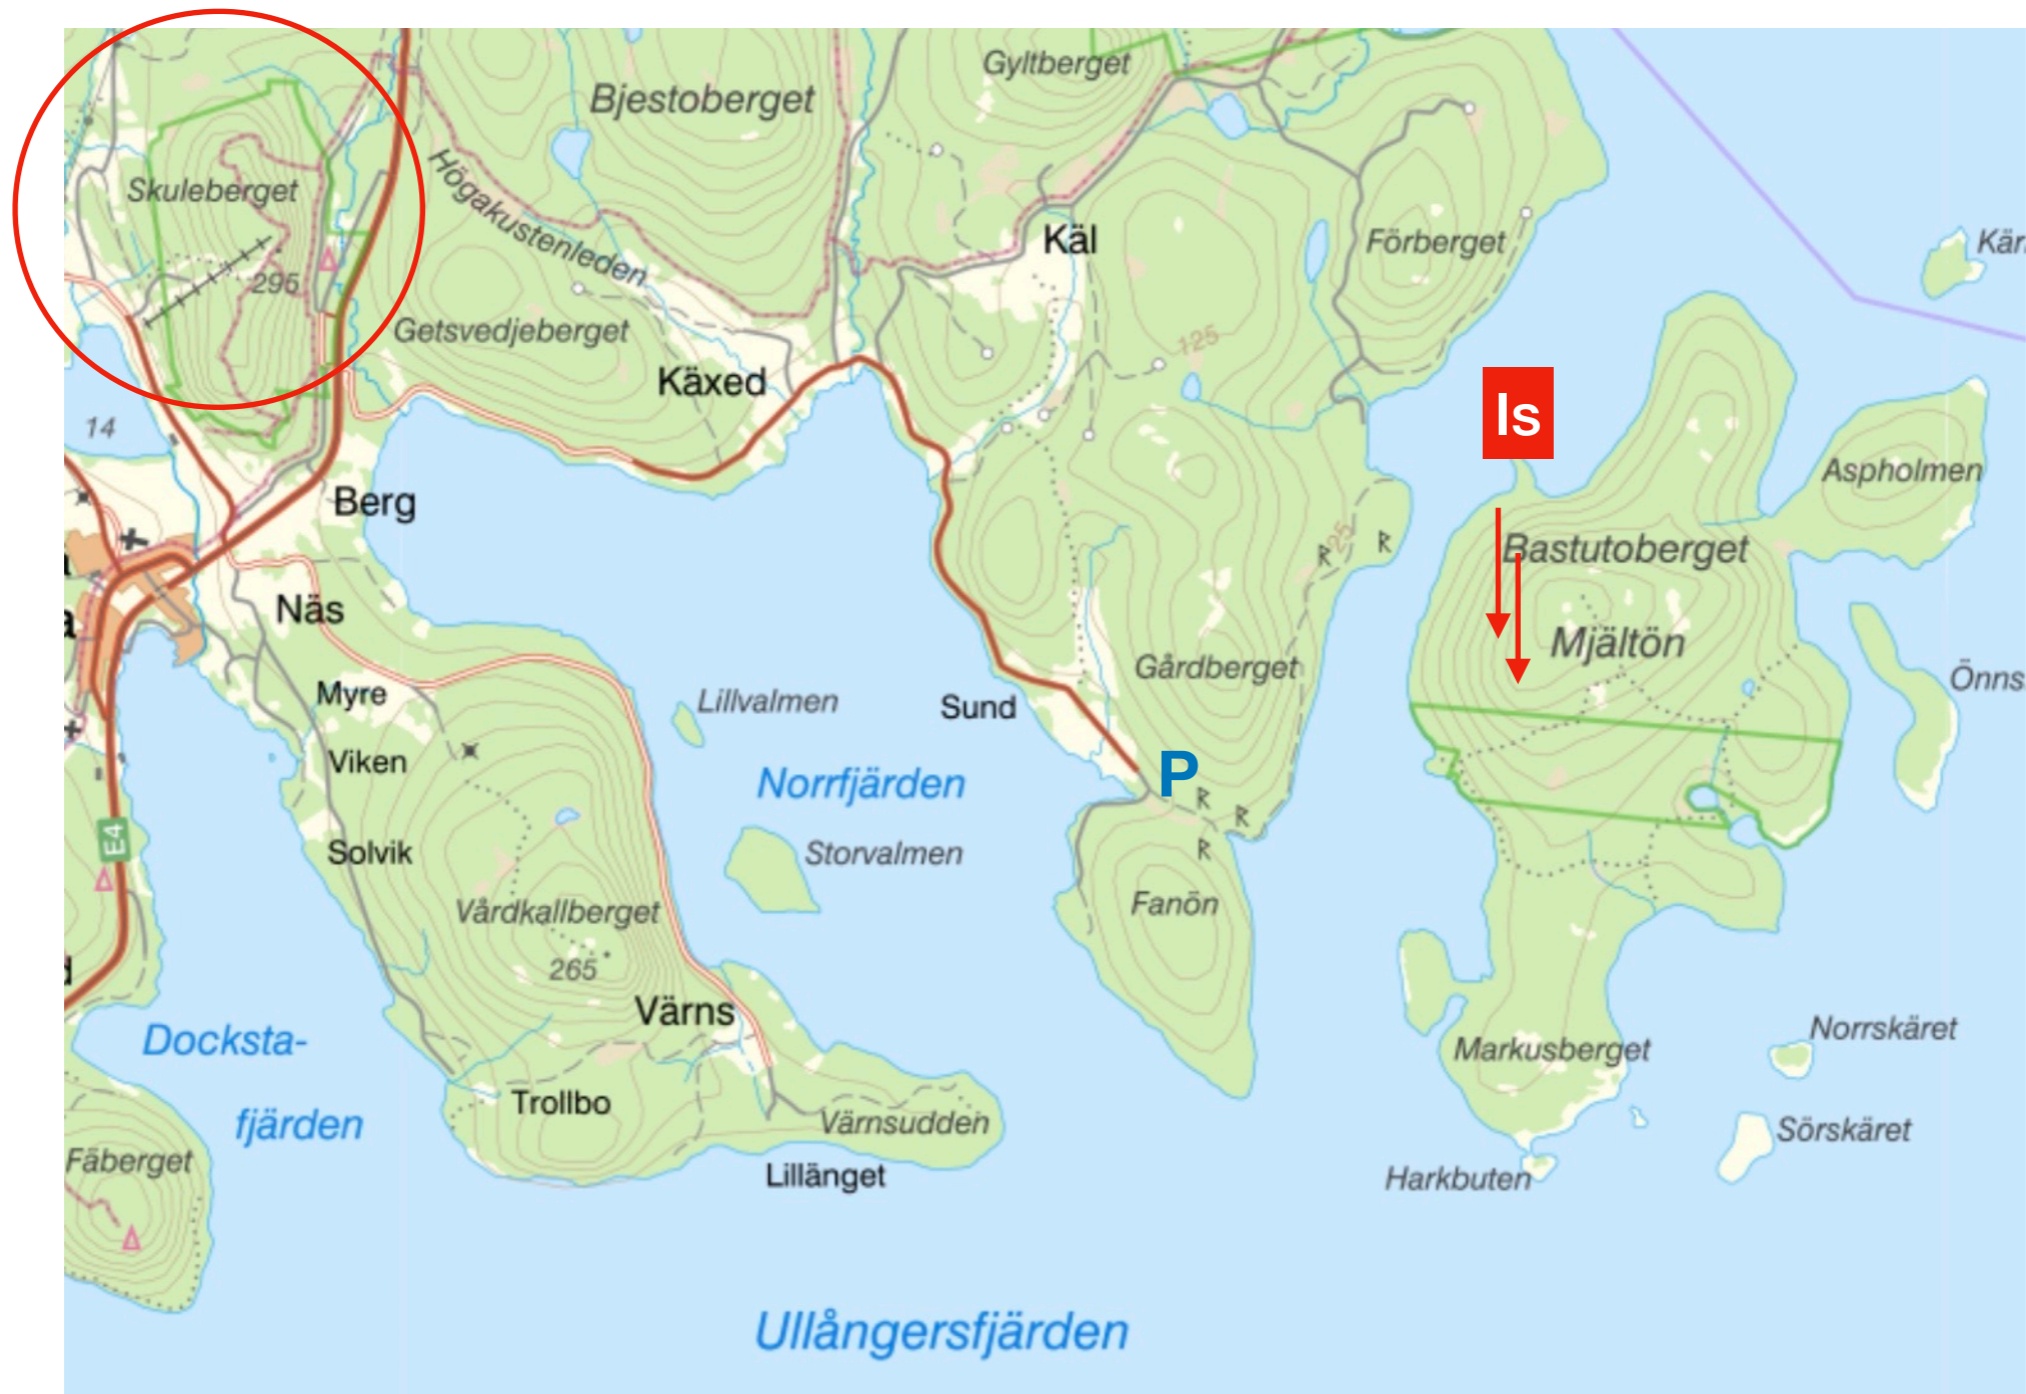 Gyltberget
Bjestoberget
Skuleberget
Högakustenleden
Käl
Förberget
295
Getsvedjeberget
125
Käxed
Is
14
Aspholmen
Berg
25
Bastutoberget
Näs
Mjältön
Gårdberget
Myre
Lillvalmen
Sund
Viken
Norrfjärden
P
R
R
R
R
R
E4
Solvik
Storvalmen
Vårdkallberget
Fanön
265
Värns
Docksta-
fjärden
Norrskäret
Markusberget
Trollbo
Värnsudden
Sörskäret
Fäberget
Lillänget
Harkbuten
Ullångersfjärden